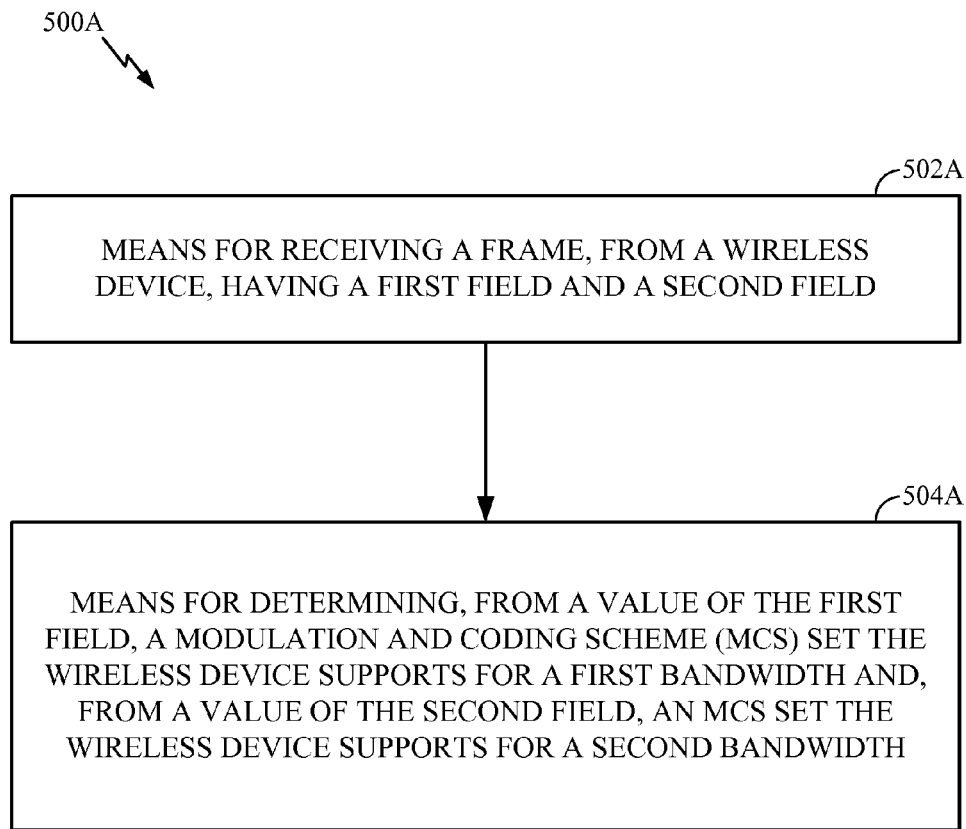 500A
502A
MEANS FOR RECEIVING A FRAME, FROM A WIRELESS
DEVICE, HAVING A FIRST FIELD AND A SECOND FIELD
504A
MEANS FOR DETERMINING, FROM A VALUE OF THE FIRST
FIELD, A MODULATION AND CODING SCHEME (MCS) SET THE
WIRELESS DEVICE SUPPORTS FOR A FIRST BANDWIDTH AND,
FROM A VALUE OF THE SECOND FIELD, AN MCS SET THE
WIRELESS DEVICE SUPPORTS FOR A SECOND BANDWIDTH